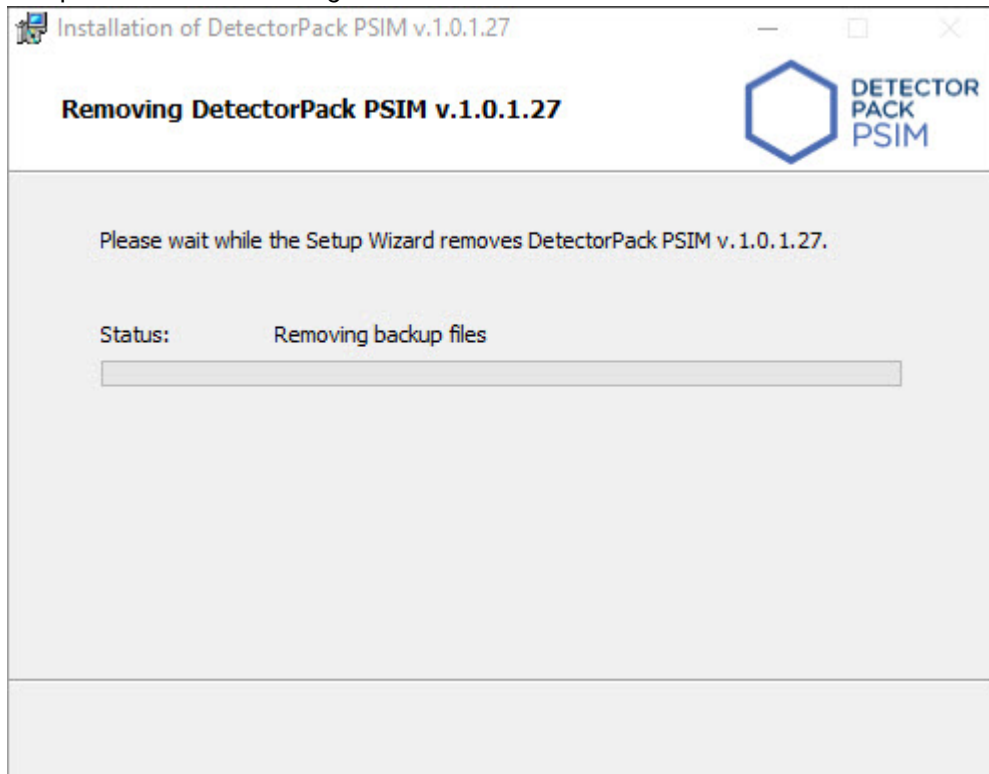 Installation of DetectorPack PSIM v.1.0.1.27
Removing DetectorPack PSIM v.1.0.1.27
DETECTOR
PACK
PSIM
Please wait while the Setup Wizard removes DetectorPack PSIM v.1.0.1.27.
Status: Removing backup files